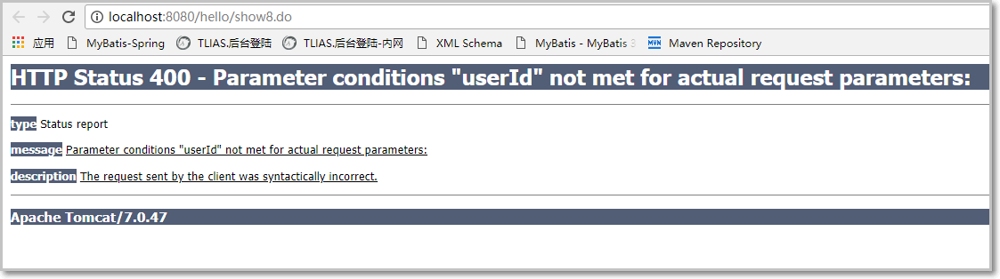 localhost:8080/hello/show8.do
应用 MyBatis-Spring TLIAS.后台登陆 TLIAS.后台登陆-内网 XML Schema MyBatis - MyBatis 3 MVN Maven Repository
HTTP Status 400 - Parameter conditions "userId" not met for actual request parameters:
type Status report
message Parameter conditions "userId" not met for actual request parameters:
description The request sent by the client was syntactically incorrect.
Apache Tomcat/7.0.47